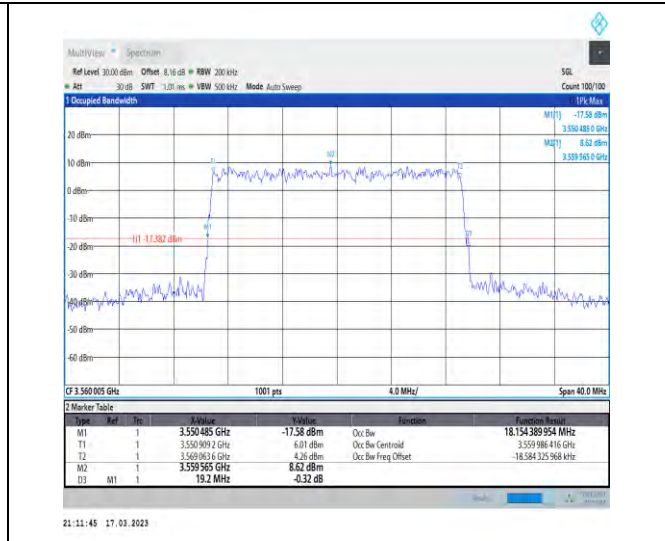 MultiView Spectrum
Ref Level 30.00 dBm Offset 8.16 dB RBW 200 kHz SGL
Att 30 dB SWT 1.01 ms VBW 500 kHz Mode Auto Sweep Count 100/100
1 Occupied Bandwidth 1Pk Max
M1[1] -17.58 dBm
3.550 485 0 GHz
M2[1] 8.62 dBm
3.559 565 0 GHz
20 dBm
M2
T1
T2
10 dBm
0 dBm
-10 dBm
M1
D3
H1 -17.382 dBm
-20 dBm
-30 dBm
-40 dBm
-50 dBm
-60 dBm
CF 3.560 005 GHz 1001 pts 4.0 MHz/ Span 40.0 MHz
2 Marker Table
Type Ref Trc X-Value Y-Value Function Function Result
M1 1 3.550 485 GHz -17.58 dBm Occ Bw 18.154 389 954 MHz
T1 1 3.550 909 2 GHz 6.01 dBm Occ Bw Centroid 3.559 986 416 GHz
T2 1 3.569 063 6 GHz 4.26 dBm Occ Bw Freq Offset -18.584 325 968 kHz
M2 1 3.559 565 GHz 8.62 dBm
D3 M1 1 19.2 MHz -0.32 dB
21:11:45 17.03.2023